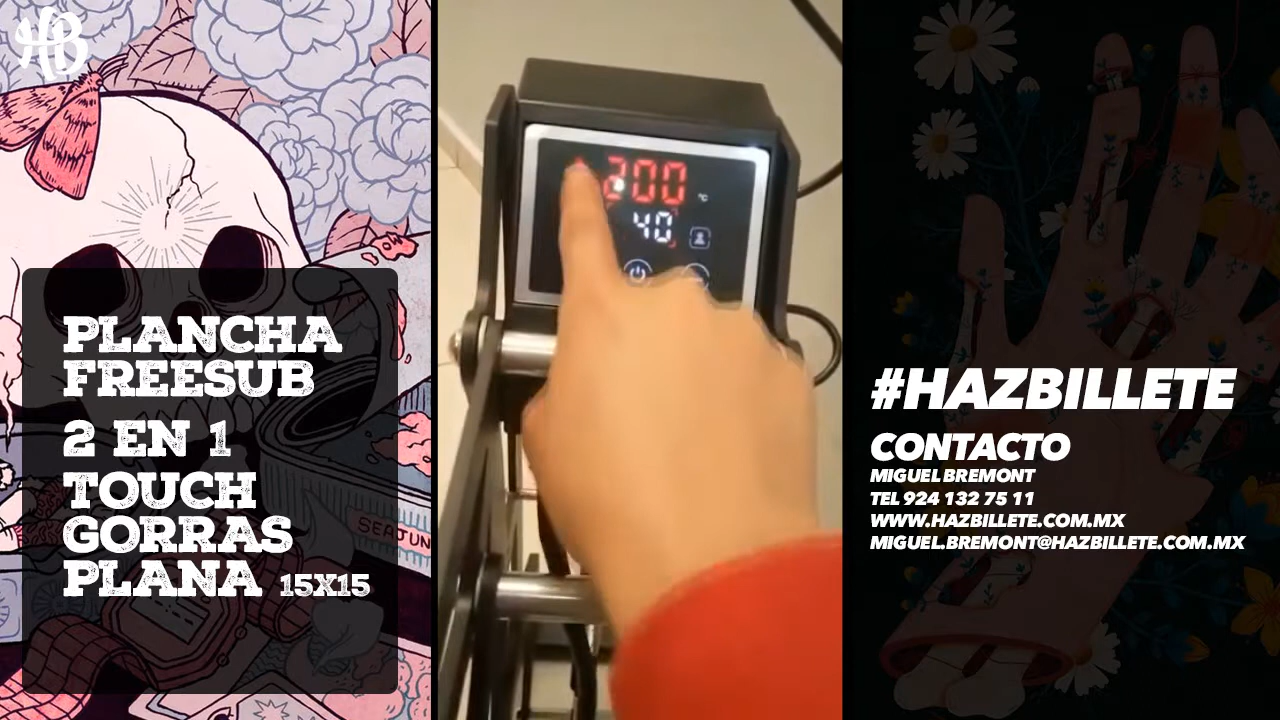 HB
PLANCHA
FREESUB
2 EN 1
TOUCH
GORRAS
PLANA 15X15
SEAJUN
200
°C
40
#HAZBILLETE
CONTACTO
MIGUEL BREMONT
TEL 924 132 75 11
WWW.HAZBILLETE.COM.MX
MIGUEL.BREMONT@HAZBILLETE.COM.MX